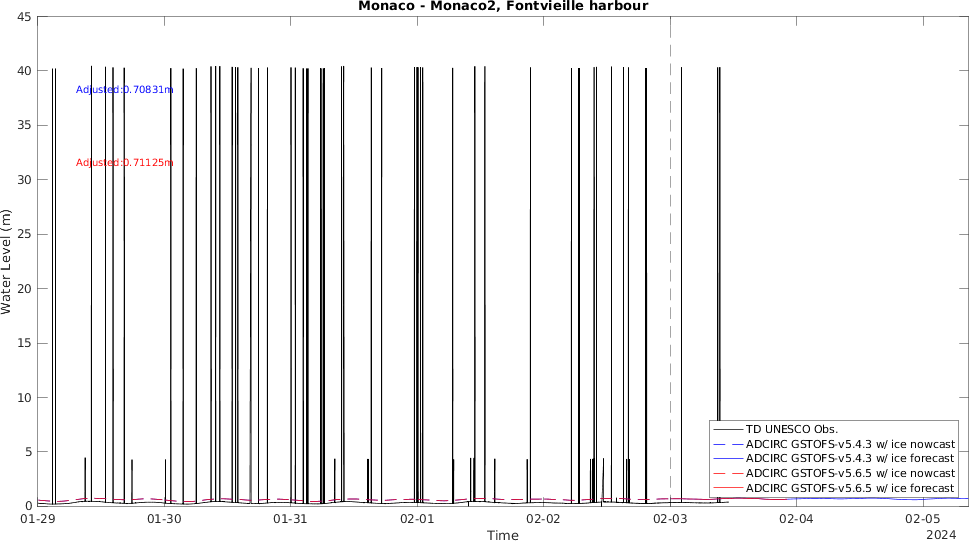 Monaco - Monaco2, Fontvieille harbour
45
40
35
30
25
20
15
10
5
0
Water Level (m)
Adjusted:0.70831m
Adjusted:0.71125m
TD UNESCO Obs.
ADCIRC GSTOFS-v5.4.3 w/ ice nowcast
ADCIRC GSTOFS-v5.4.3 w/ ice forecast
ADCIRC GSTOFS-v5.6.5 w/ ice nowcast
ADCIRC GSTOFS-v5.6.5 w/ ice forecast
01-29 01-30 01-31 02-01 02-02 02-03 02-04 02-05
Time
2024